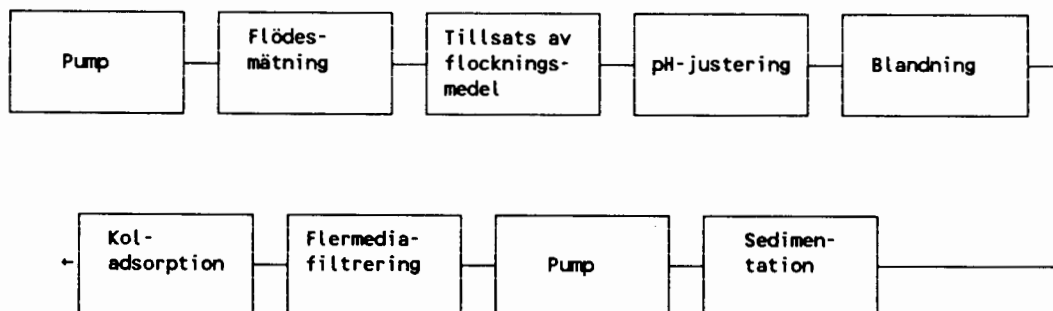 Pump
Flödes-
mätning
Tillsats av
flocknings-
medel
pH-justering
Blandning
Sedimen-
tation
Pump
Flermedia-
filtrering
Kol-
adsorption